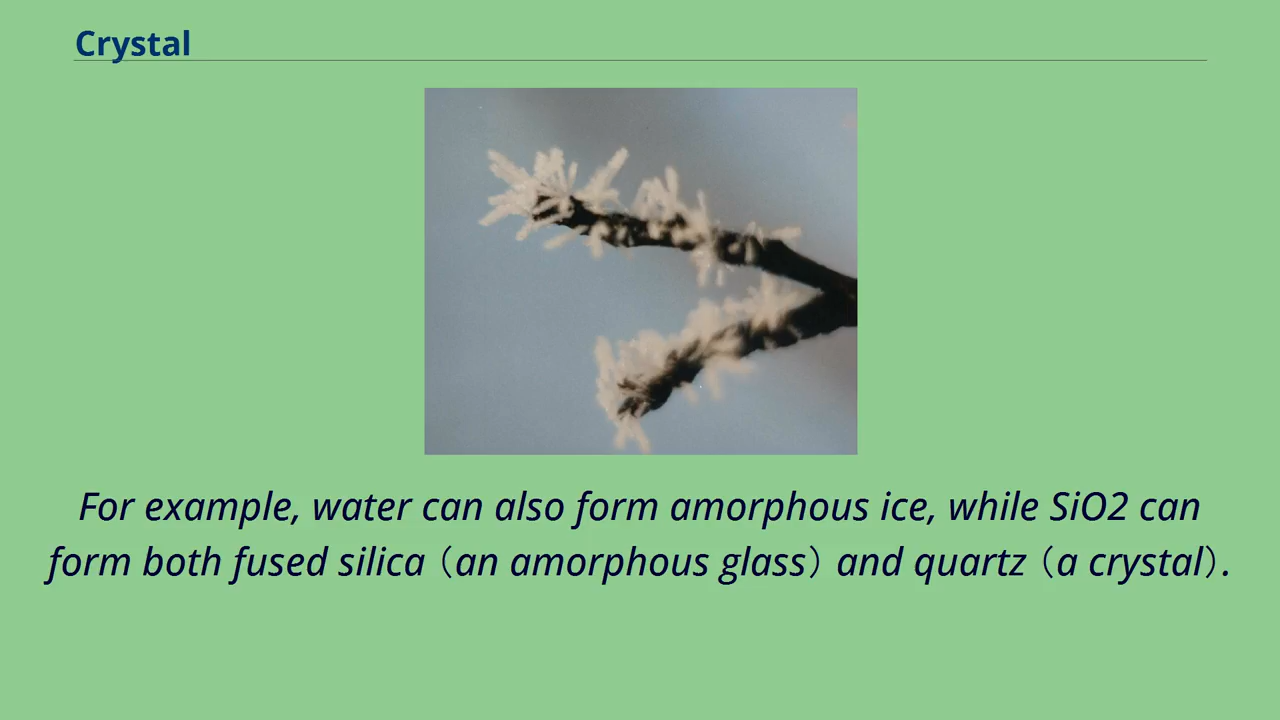 Crystal
For example, water can also form amorphous ice, while SiO2 can
form both fused silica（an amorphous glass）and quartz（a crystal）.